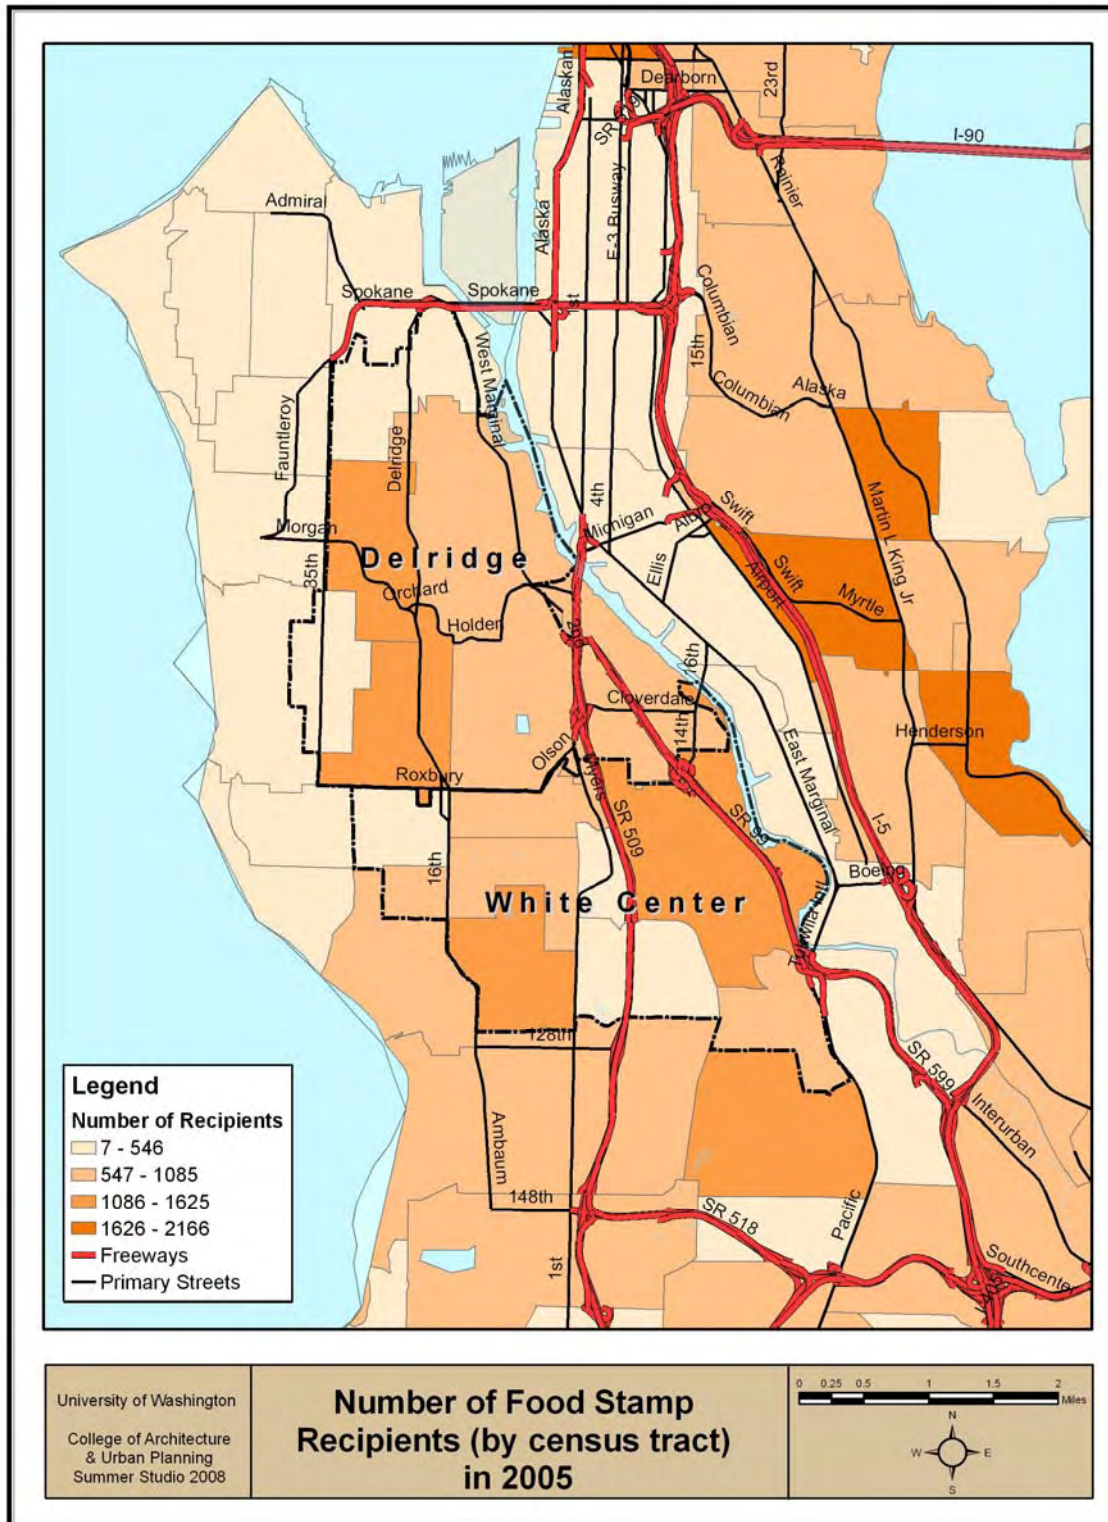 Alaskan
Dearborn
23rd
I-90
Rainier
E-3 Busway
Admiral
Alaska
Spokane
Spokane
1st
Columbian
15th
West Marginal
Columbian
Alaska
Fauntleroy
Delridge
4th
Michigan
Swift
Martin L King Jr
Morgan
Delridge
35th
Orchard
Ellis
Airport
Swift
Myrtle
Holden
16th
Cloverdale
14th
Henderson
Olson
Myers
East Marginal
Roxbury
SR 509
SR 99
I-5
16th
Boeing
White Center
128th
SR 599
Interurban
Ambaum
148th
SR 518
Pacific
Southcenter
1st
Legend
Number of Recipients
7 - 546
547 - 1085
1086 - 1625
1626 - 2166
Freeways
Primary Streets
University of Washington
College of Architecture
& Urban Planning
Summer Studio 2008
Number of Food Stamp
Recipients (by census tract)
in 2005
0 0.25 0.5 1 1.5 2
Miles
N
W E
S